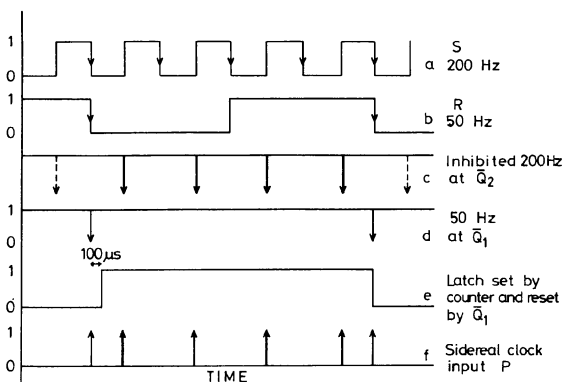 1
0
a
S
200 Hz
1
0
b
R
50 Hz
c
Inhibited 200Hz
at Q̄2
1
0
d
50 Hz
at Q̄1
100μs
1
0
e
Latch set by
counter and reset
by Q̄1
1
0
f
Sidereal clock
input P
TIME